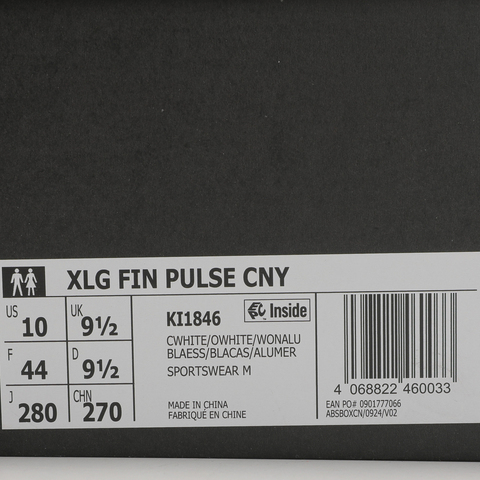 XLG FIN PULSE CNY
US 10 UK 9½
F 44 D 9½
J 280 CHN 270
KI1846 Inside
CWHITE/OWHITE/WONALU
BLAESS/BLACAS/ALUMER
SPORTSWEAR M
MADE IN CHINA
FABRIQUÉ EN CHINE
4 068822 460033
EAN PO# 0901777066
ABSBOXCN/0924/V02